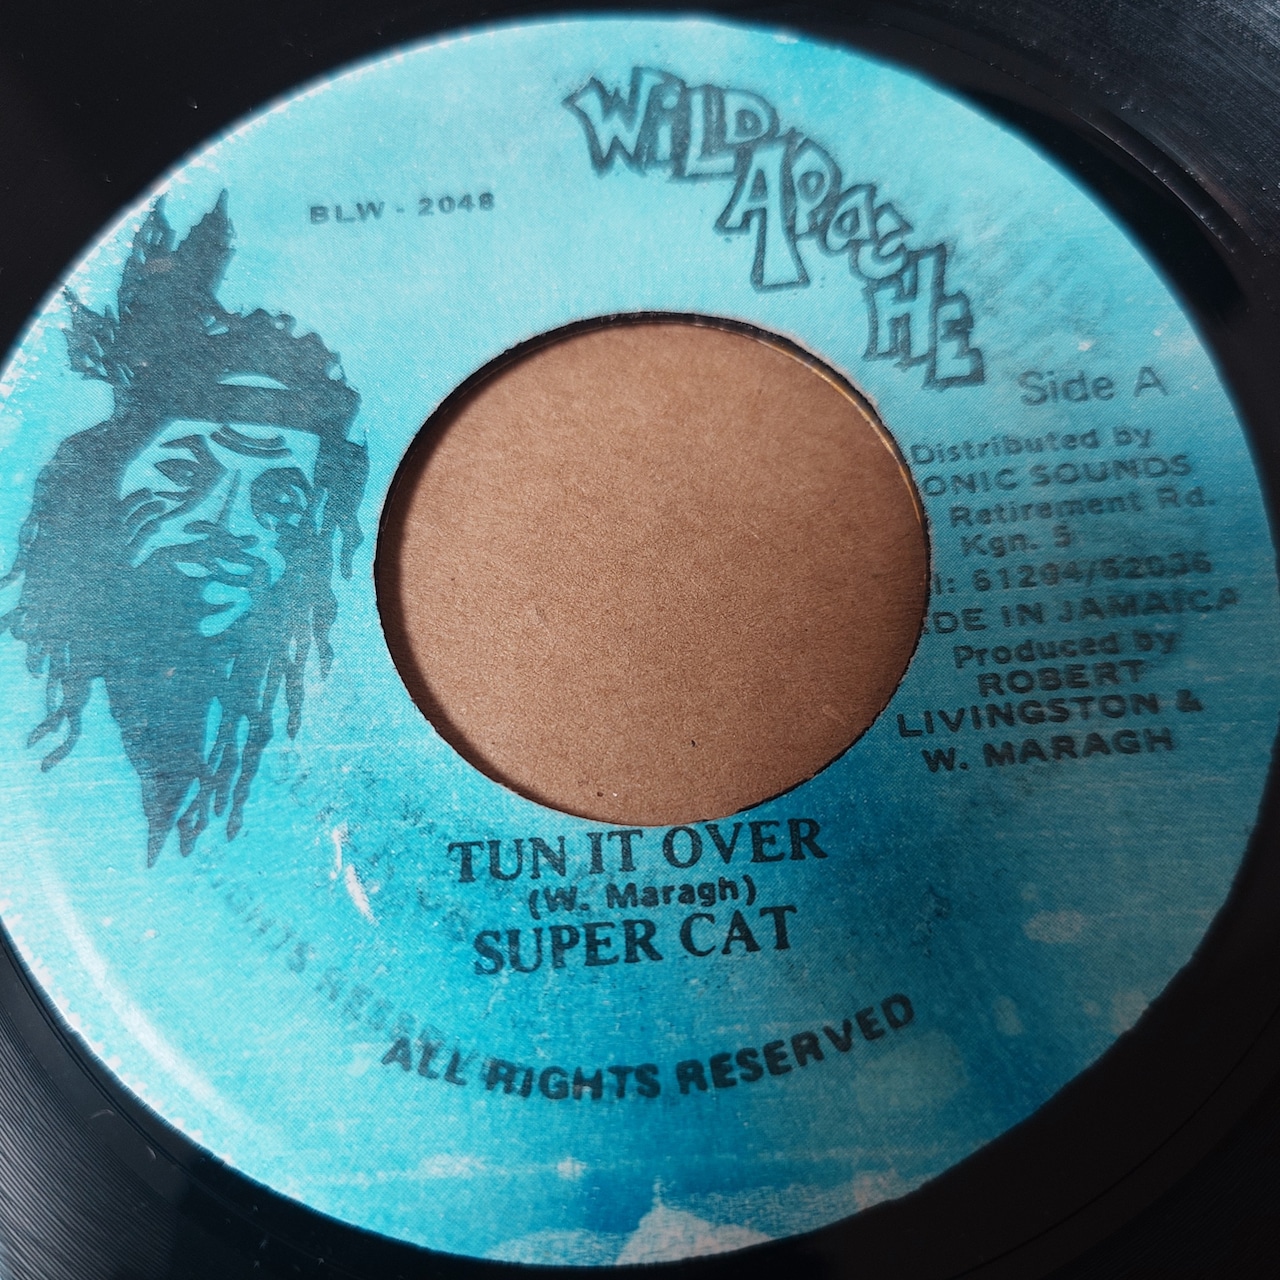 WiLD APACHE
BLW - 2048
Side A
Distributed by
ONIC SOUNDS
Retirement Rd.
Kgn. 5
l: 61204/62036
DE IN JAMAICA
Produced by
ROBERT
LIVINGSTON &
W. MARAGH
TUN IT OVER
(W. Maragh)
SUPER CAT
ALL RIGHTS RESERVED